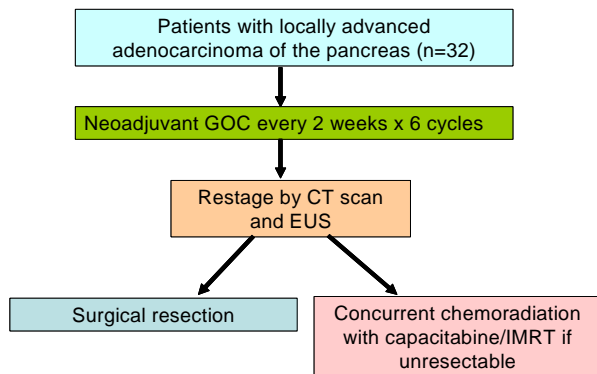 Patients with locally advanced
adenocarcinoma of the pancreas (n=32)
Neoadjuvant GOC every 2 weeks x 6 cycles
Restage by CT scan
and EUS
Surgical resection
Concurrent chemoradiation
with capacitabine/IMRT if
unresectable